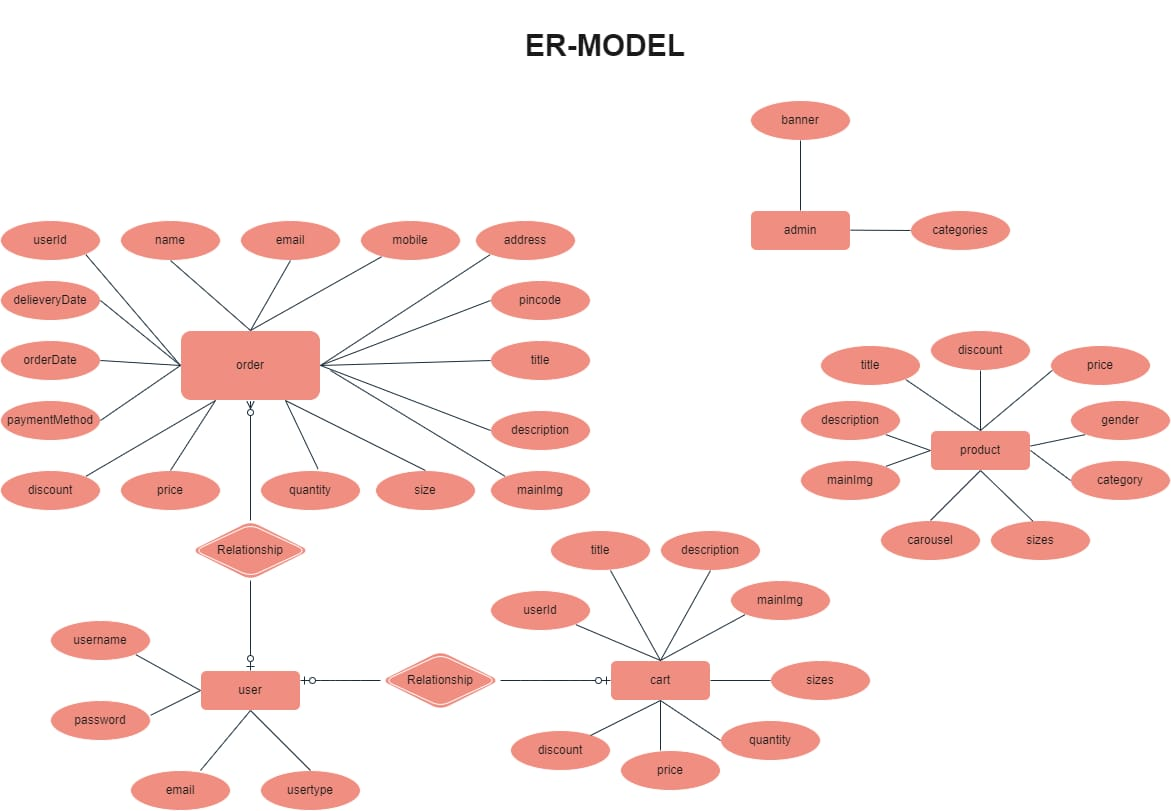 ER-MODEL
banner
admin
categories
userId
name
email
mobile
address
delieveryDate
pincode
order
orderDate
title
paymentMethod
description
discount
price
quantity
size
mainImg
title
discount
price
description
gender
product
mainImg
category
carousel
sizes
Relationship
title
description
userId
mainImg
username
user
Relationship
cart
sizes
password
discount
price
quantity
email
usertype